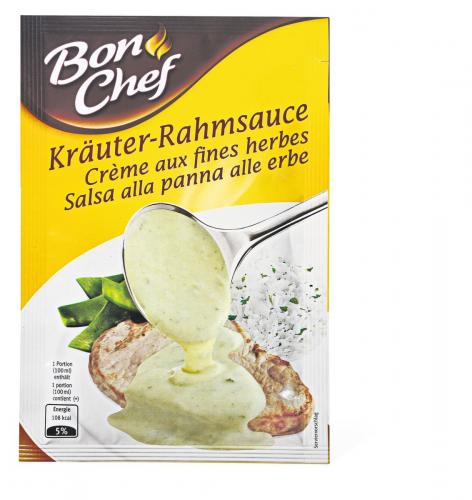 Bon
Chef
Kräuter-Rahmsauce
Crème aux fines herbes
Salsa alla panna alle erbe
1 Portion
(100 ml)
enthält
1 portion
(100 ml)
contient (+)
Energie
108 kcal
5%
Serviervorschlag